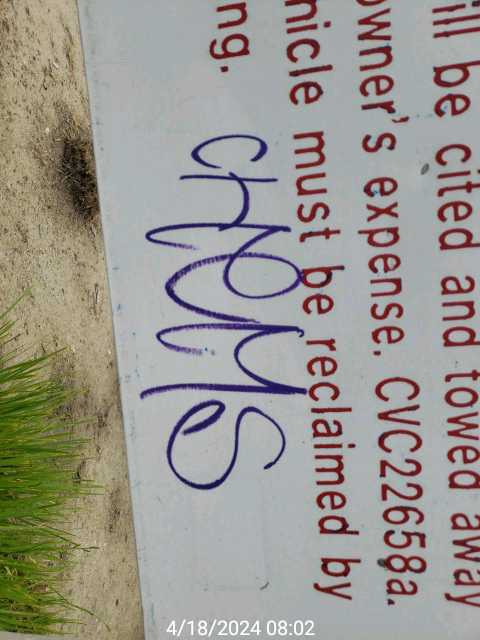 ill be cited and towed away
owner's expense. CVC22658a.
hicle must be reclaimed by
ng.
4/18/2024 08:02